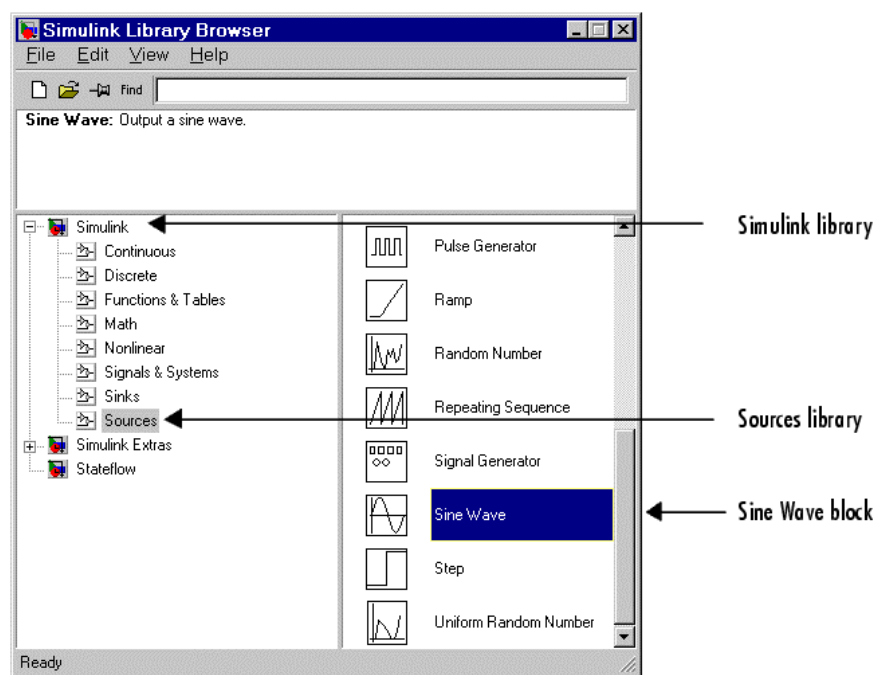 Simulink Library Browser
File Edit View Help
Find
Sine Wave: Output a sine wave.
Simulink
Continuous
Discrete
Functions & Tables
Math
Nonlinear
Signals & Systems
Sinks
Sources
Simulink Extras
Stateflow
Pulse Generator
Ramp
Random Number
Repeating Sequence
Signal Generator
Sine Wave
Step
Uniform Random Number
Ready
Simulink library
Sources library
Sine Wave block